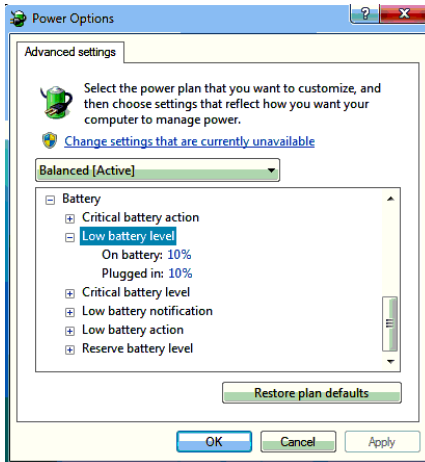 Power Options
Advanced settings
Select the power plan that you want to customize, and
then choose settings that reflect how you want your
computer to manage power.
Change settings that are currently unavailable
Balanced [Active]
Battery
Critical battery action
Low battery level
On battery: 10%
Plugged in: 10%
Critical battery level
Low battery notification
Low battery action
Reserve battery level
Restore plan defaults
OK Cancel Apply